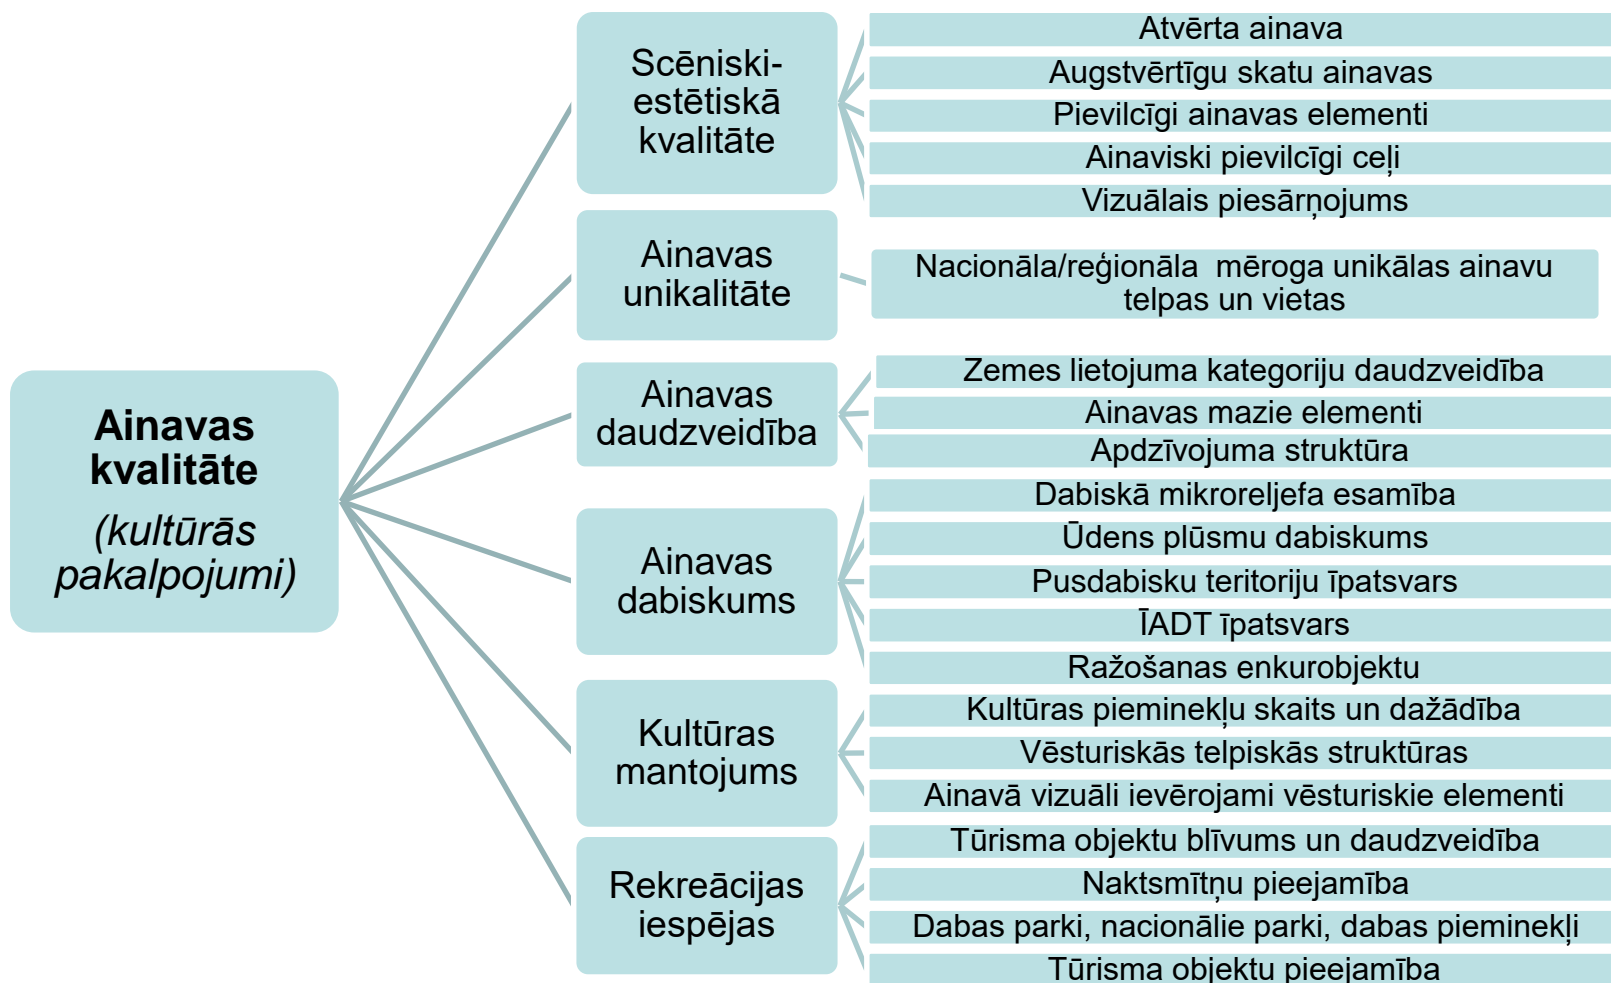 Ainavas
kvalitāte
(kultūrās
pakalpojumi)
Scēniski-
estētiskā
kvalitāte
Atvērta ainava
Augstvērtīgu skatu ainavas
Pievilcīgi ainavas elementi
Ainaviski pievilcīgi ceļi
Vizuālais piesārņojums
Ainavas
unikalitāte
Nacionāla/reģionāla mēroga unikālas ainavu
telpas un vietas
Ainavas
daudzveidība
Zemes lietojuma kategoriju daudzveidība
Ainavas mazie elementi
Apdzīvojuma struktūra
Ainavas
dabiskums
Dabiskā mikroreljefa esamība
Ūdens plūsmu dabiskums
Pusdabisku teritoriju īpatsvars
ĪADT īpatsvars
Ražošanas enkurobjektu
Kultūras
mantojums
Kultūras pieminekļu skaits un dažādība
Vēsturiskās telpiskās struktūras
Ainavā vizuāli ievērojami vēsturiskie elementi
Rekreācijas
iespējas
Tūrisma objektu blīvums un daudzveidība
Naktsmītņu pieejamība
Dabas parki, nacionālie parki, dabas pieminekļi
Tūrisma objektu pieejamība